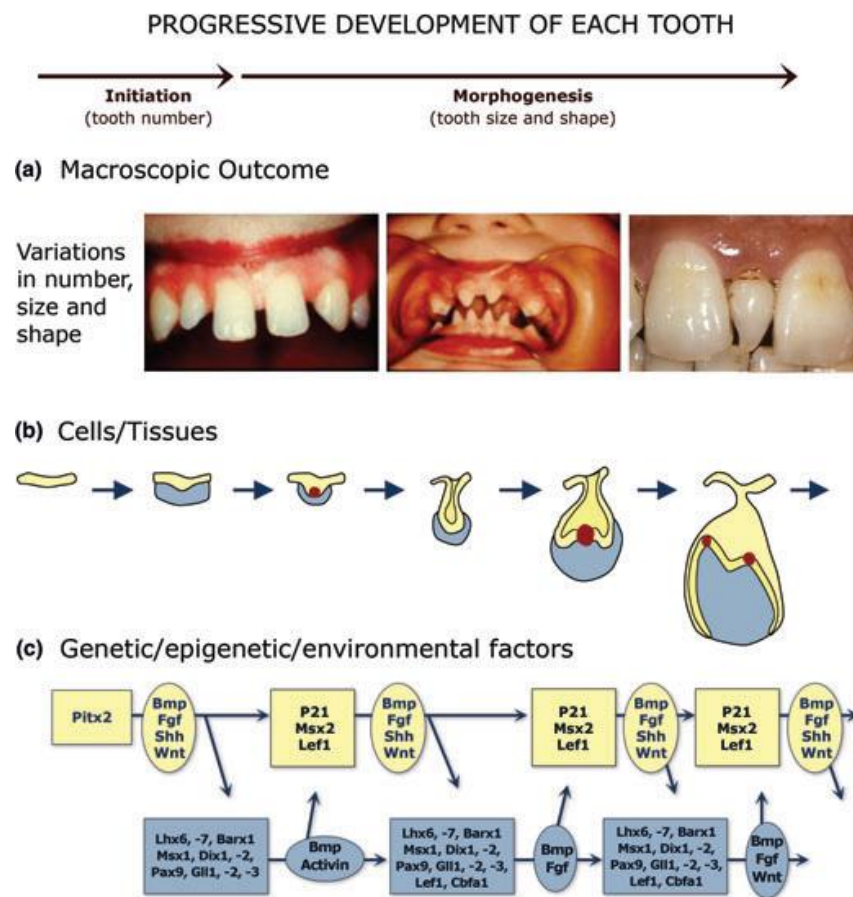 PROGRESSIVE DEVELOPMENT OF EACH TOOTH
Initiation
(tooth number)
Morphogenesis
(tooth size and shape)
(a) Macroscopic Outcome
Variations
in number,
size and
shape
(b) Cells/Tissues
(c) Genetic/epigenetic/environmental factors
Pitx2
Bmp
Fgf
Shh
Wnt
P21
Msx2
Lef1
Bmp
Fgf
Shh
Wnt
P21
Msx2
Lef1
Bmp
Fgf
Shh
Wnt
P21
Msx2
Lef1
Bmp
Fgf
Shh
Wnt
Lhx6, -7, Barx1
Msx1, Dix1, -2,
Pax9, Gli1, -2, -3
Bmp
Activin
Lhx6, -7, Barx1
Msx1, Dix1, -2,
Pax9, Gli1, -2, -3,
Lef1, Cbfa1
Bmp
Fgf
Lhx6, -7, Barx1
Msx1, Dix1, -2,
Pax9, Gli1, -2, -3,
Lef1, Cbfa1
Bmp
Fgf
Wnt